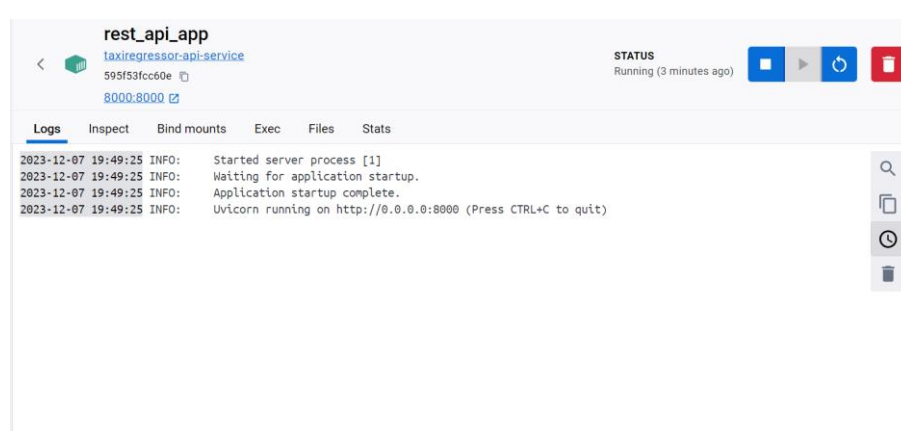 rest_api_app
taxiregressor-api-service
595f53fcc60e
8000:8000
STATUS
Running (3 minutes ago)
Logs Inspect Bind mounts Exec Files Stats
2023-12-07 19:49:25 INFO: Started server process [1]
2023-12-07 19:49:25 INFO: Waiting for application startup.
2023-12-07 19:49:25 INFO: Application startup complete.
2023-12-07 19:49:25 INFO: Uvicorn running on http://0.0.0.0:8000 (Press CTRL+C to quit)